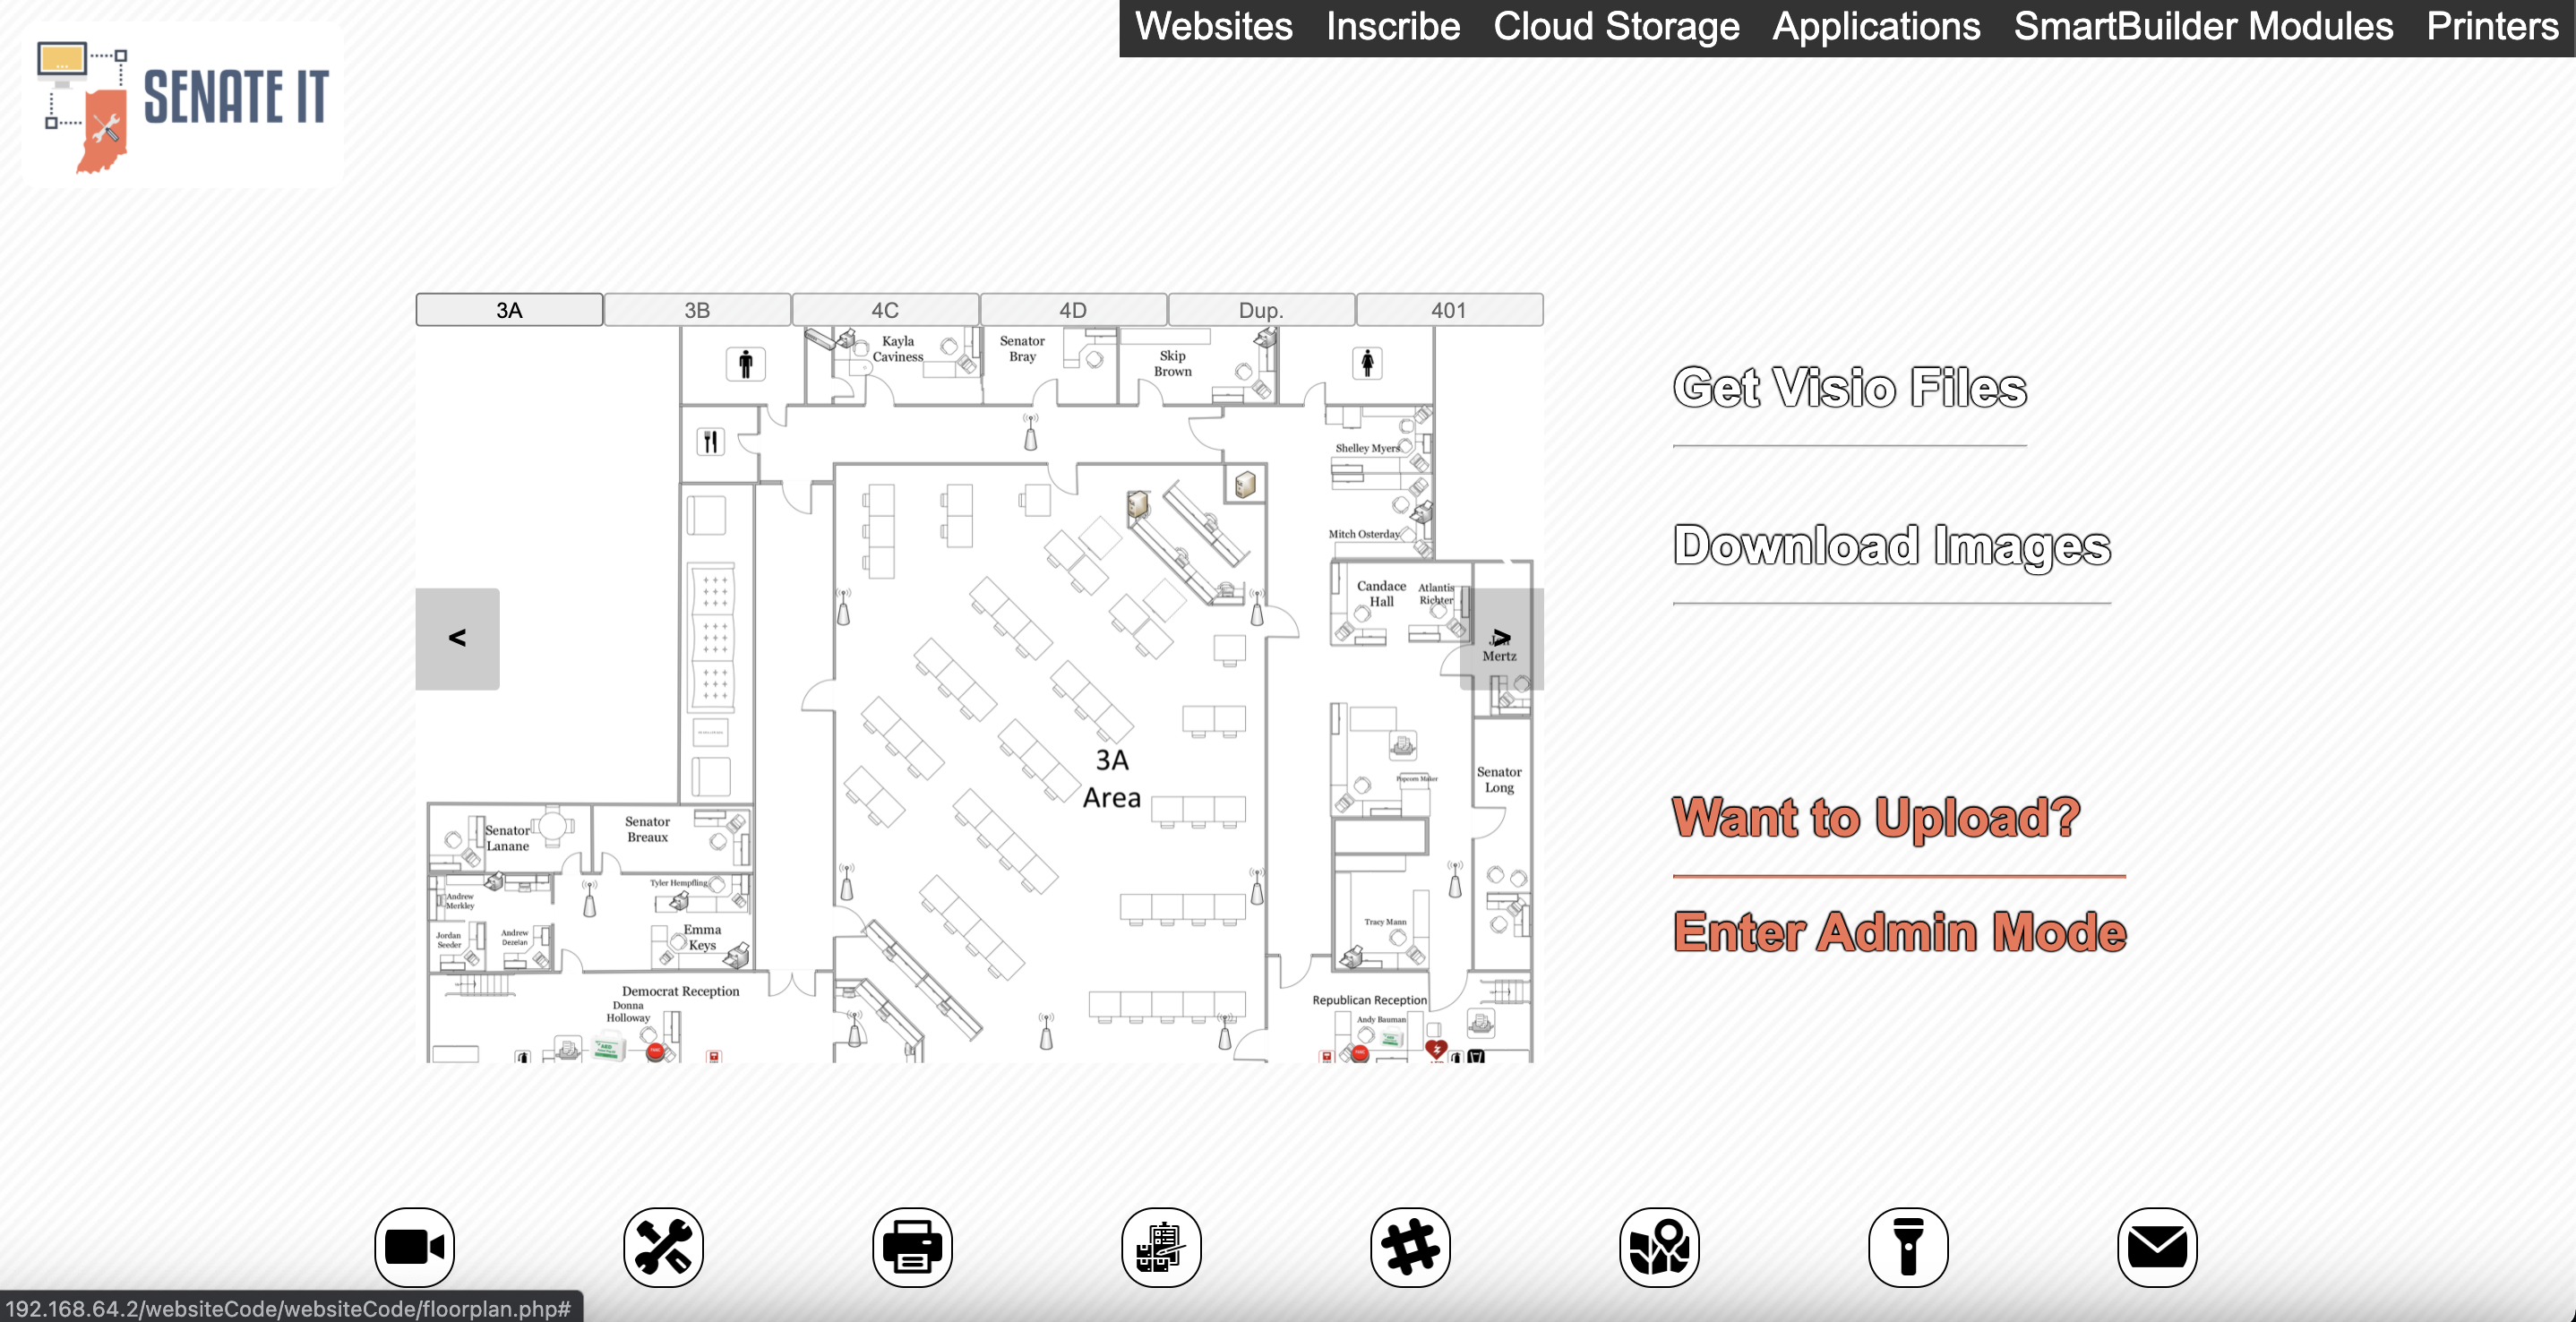 Websites Inscribe Cloud Storage Applications SmartBuilder Modules Printers
SENATE IT
3A 3B 4C 4D Dup. 401
Kayla
Caviness
Senator
Bray
Skip
Brown
Shelley Myers
Mitch Osterday
Candace
Hall
Atlantis
Richter
Mertz
<
>
3A
Area
Popcorn Maker
Senator
Long
Senator
Lanane
Senator
Breaux
Andrew
Merkley
Tyler Hempfling
Jordan
Seeder
Andrew
Dezelan
Emma
Keys
Tracy Mann
Democrat Reception
Donna
Holloway
Republican Reception
Andy Bauman
AED
Get Visio Files
Download Images
Want to Upload?
Enter Admin Mode
192.168.64.2/websiteCode/websiteCode/floorplan.php#